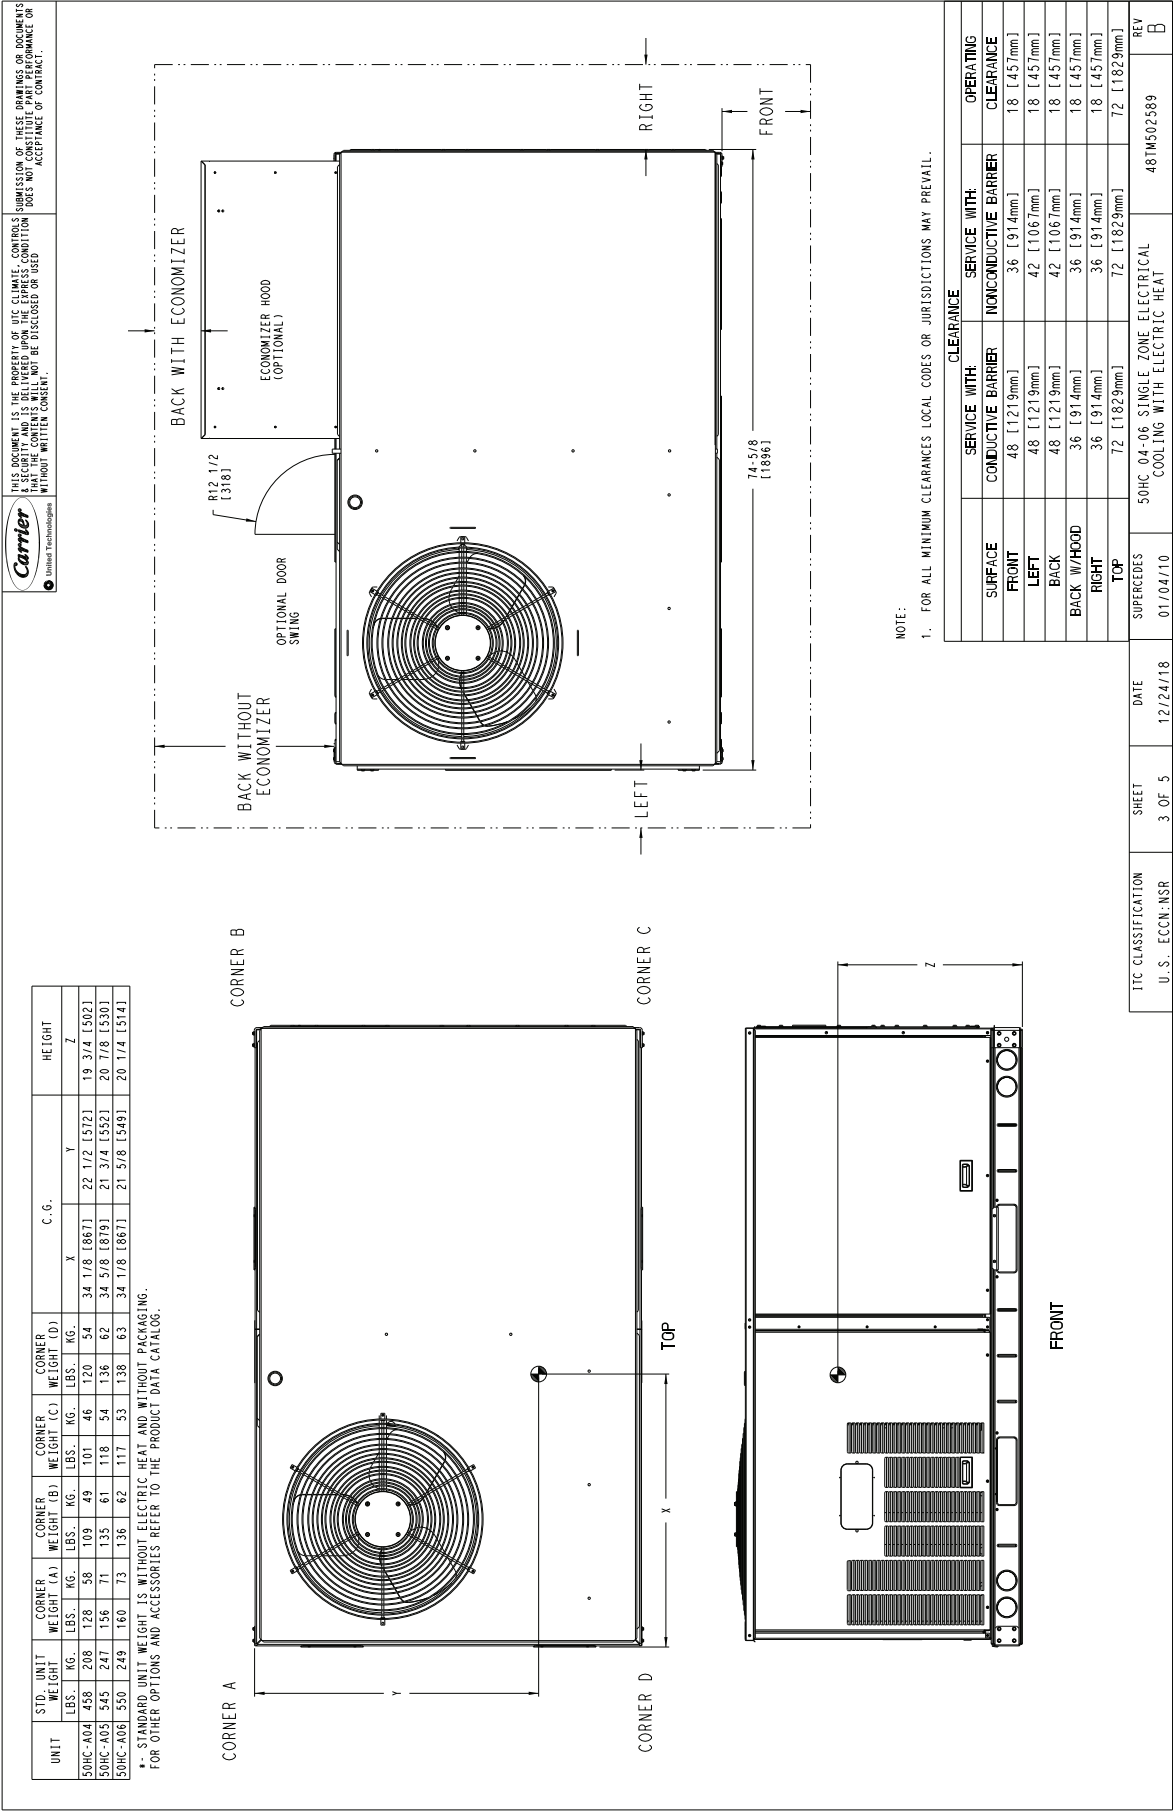 UNIT
STD. UNIT WEIGHT
CORNER WEIGHT (A)
CORNER WEIGHT (B)
CORNER WEIGHT (C)
CORNER WEIGHT (D)
C.G.
HEIGHT
LBS. KG. LBS. KG. LBS. KG. LBS. KG. LBS. KG. X Y Z
50HC-A04 458 208 128 58 109 49 101 46 120 54 34 1/8 [867] 22 1/2 [572] 19 3/4 [502]
50HC-A05 545 247 156 71 135 61 118 54 136 62 34 5/8 [879] 21 3/4 [552] 20 7/8 [530]
50HC-A06 550 249 160 73 136 62 117 53 138 63 34 1/8 [867] 21 5/8 [549] 20 1/4 [514]
*- STANDARD UNIT WEIGHT IS WITHOUT ELECTRIC HEAT AND WITHOUT PACKAGING.
FOR OTHER OPTIONS AND ACCESSORIES REFER TO THE PRODUCT DATA CATALOG.
Carrier
United Technologies
THIS DOCUMENT IS THE PROPERTY OF UTC CLIMATE, CONTROLS
& SECURITY AND IS DELIVERED UPON THE EXPRESS CONDITION
THAT THE CONTENTS WILL NOT BE DISCLOSED OR USED
WITHOUT WRITTEN CONSENT.
SUBMISSION OF THESE DRAWINGS OR DOCUMENTS
DOES NOT CONSTITUTE PART PERFORMANCE OR
ACCEPTANCE OF CONTRACT.
CORNER A
CORNER B
Y
X
CORNER D
CORNER C
TOP
Z
FRONT
BACK WITHOUT
ECONOMIZER
BACK WITH ECONOMIZER
R12 1/2
[318]
OPTIONAL DOOR
SWING
ECONOMIZER HOOD
(OPTIONAL)
LEFT
RIGHT
74-5/8
[1896]
FRONT
NOTE:
1. FOR ALL MINIMUM CLEARANCES LOCAL CODES OR JURISDICTIONS MAY PREVAIL.
CLEARANCE
SURFACE
SERVICE WITH: CONDUCTIVE BARRIER
SERVICE WITH: NONCONDUCTIVE BARRIER
OPERATING CLEARANCE
FRONT 48 [1219mm] 36 [914mm] 18 [457mm]
LEFT 48 [1219mm] 42 [1067mm] 18 [457mm]
BACK 48 [1219mm] 42 [1067mm] 18 [457mm]
BACK W/HOOD 36 [914mm] 36 [914mm] 18 [457mm]
RIGHT 36 [914mm] 36 [914mm] 18 [457mm]
TOP 72 [1829mm] 72 [1829mm] 72 [1829mm]
ITC CLASSIFICATION
U.S. ECCN:NSR
SHEET
3 OF 5
DATE
12/24/18
SUPERCEDES
01/04/10
50HC 04-06 SINGLE ZONE ELECTRICAL
COOLING WITH ELECTRIC HEAT
48TM502589
REV
B